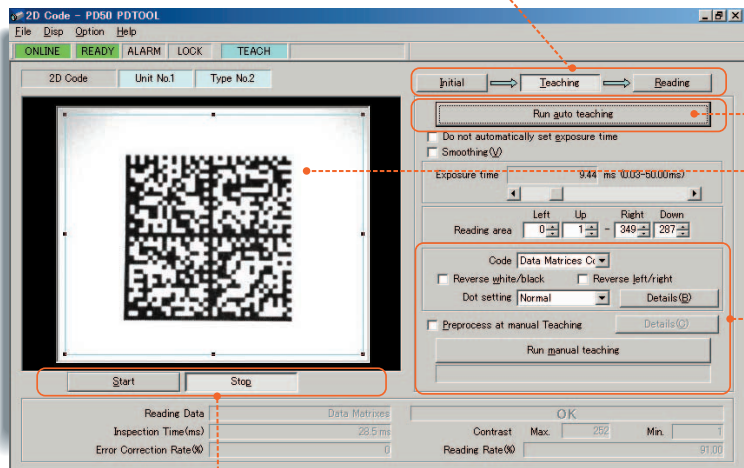 2D Code - PD50 PDTOOL
File Disp Option Help
ONLINE READY ALARM LOCK TEACH
2D Code Unit No.1 Type No.2
Initial Teaching Reading
Run auto teaching
Do not automatically set exposure time
Smoothing(V)
Exposure time 9.44 ms (0.03-50.00ms)
Left Up Right Down
Reading area 0 1 - 349 287
Code Data Matrices Co
Reverse white/black Reverse left/right
Dot setting Normal Details(B)
Preprocess at manual Teaching Details(O)
Run manual teaching
Start Stop
Reading Data Data Matrixes OK
Inspection Time(ms) 28.5 ms Contrast Max. 252 Min. 1
Error Correction Rate(%) 0 Reading Rate(%) 91.00